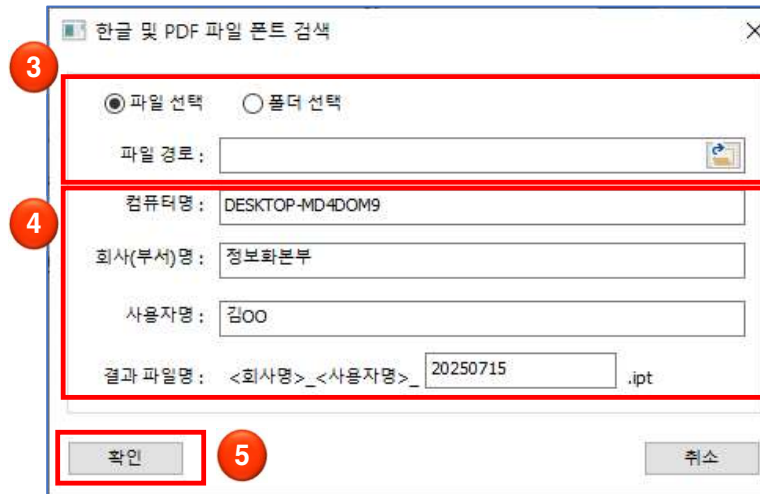 한글 및 PDF 파일 폰트 검색
3
파일 선택 폴더 선택
파일 경로 :
4
컴퓨터명 : DESKTOP-MD4DOM9
회사(부서)명 : 정보화본부
사용자명 : 김OO
결과 파일명 : <회사명>_<사용자명>_ 20250715 .ipt
확인 5 취소